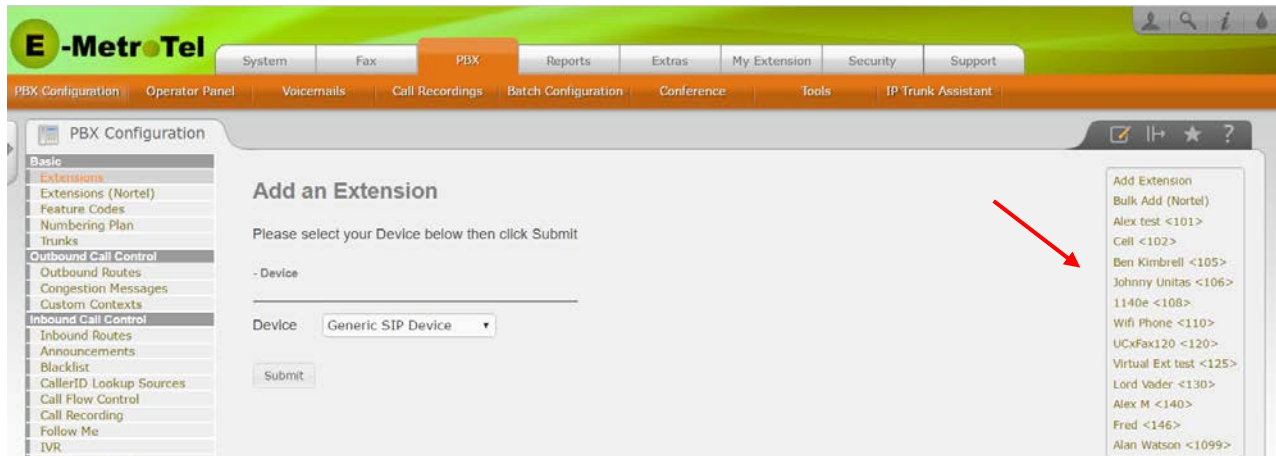 E-MetroTel
System Fax PBX Reports Extras My Extension Security Support
PBX Configuration Operator Panel Voicemails Call Recordings Batch Configuration Conference Tools IP Trunk Assistant
PBX Configuration
Basic
Extensions
Extensions (Nortel)
Feature Codes
Numbering Plan
Trunks
Outbound Call Control
Outbound Routes
Congestion Messages
Custom Contexts
Inbound Call Control
Inbound Routes
Announcements
Blacklist
CallerID Lookup Sources
Call Flow Control
Call Recording
Follow Me
IVR
Add an Extension
Please select your Device below then click Submit
- Device
Device Generic SIP Device
Submit
Add Extension
Bulk Add (Nortel)
Alex test <101>
Cell <102>
Ben Kimbrell <105>
Johnny Unitas <106>
1140e <108>
Wifi Phone <110>
UCxFax120 <120>
Virtual Ext test <125>
Lord Vader <130>
Alex M <140>
Fred <146>
Alan Watson <1099>